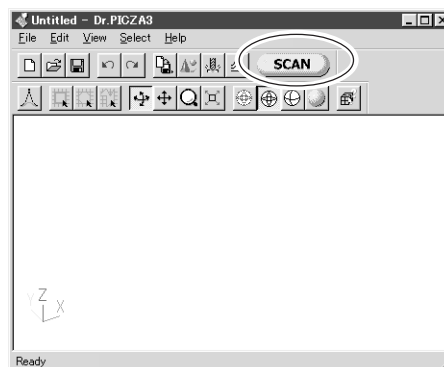 Untitled - Dr.PICZA3
File Edit View Select Help
SCAN
Z
Y X
Ready